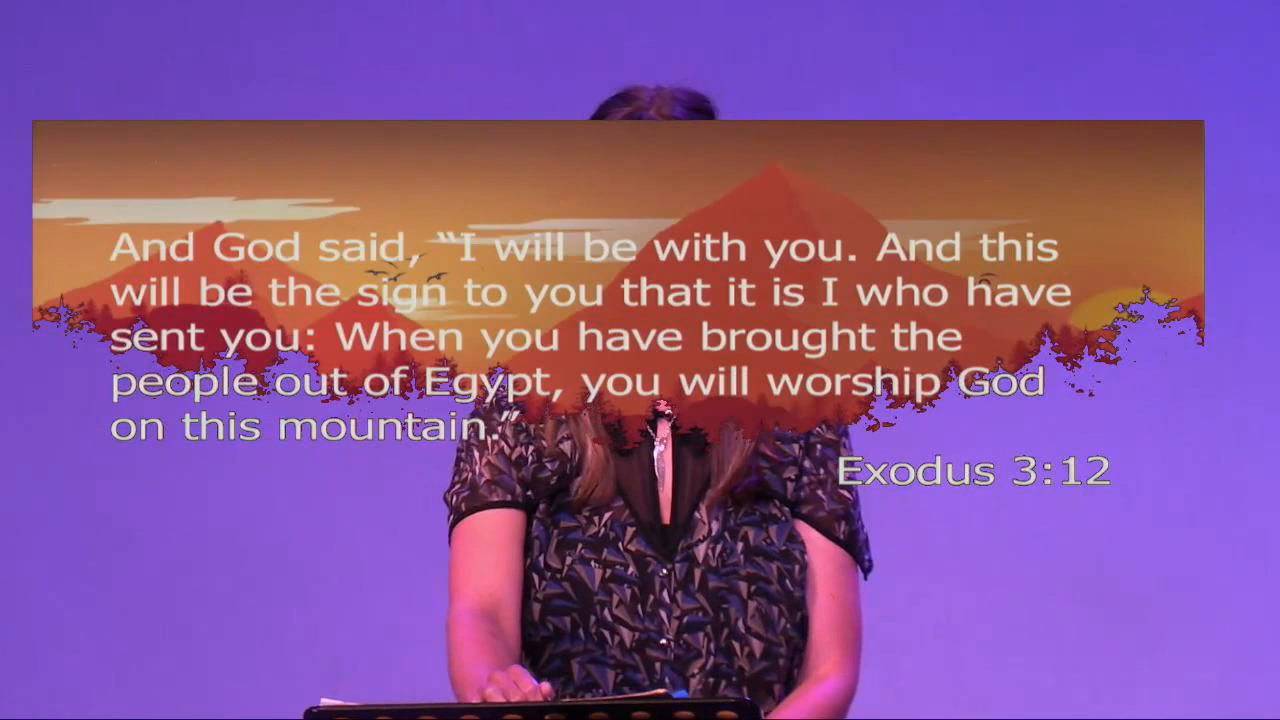 And God said, “I will be with you. And this
will be the sign to you that it is I who have
sent you: When you have brought the
people out of Egypt, you will worship God
on this mountain.”
Exodus 3:12